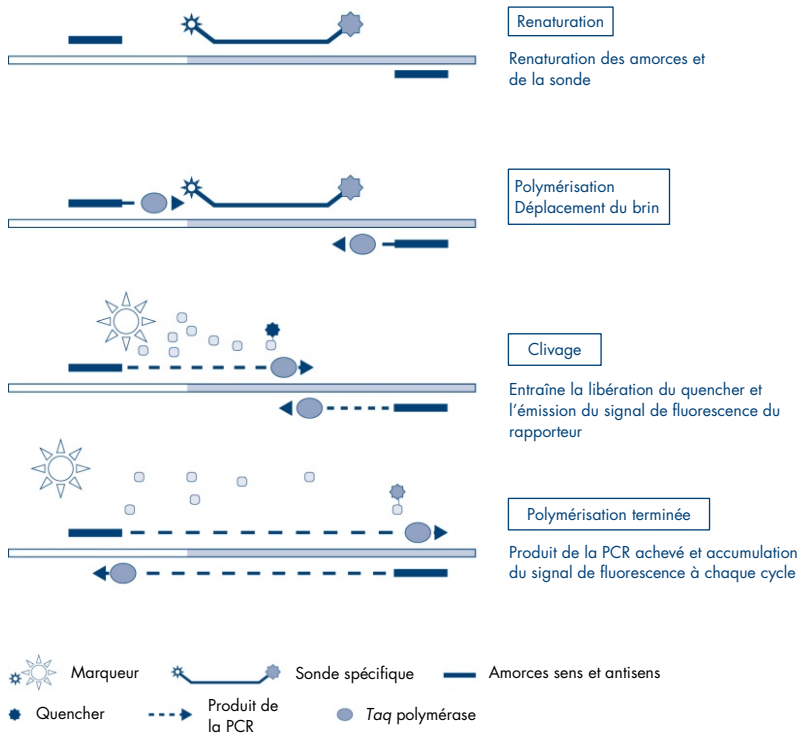 Renaturation
Renaturation des amorces et
de la sonde
Polymérisation
Déplacement du brin
Clivage
Entraîne la libération du quencher et
l’émission du signal de fluorescence du
rapporteur
Polymérisation terminée
Produit de la PCR achevé et accumulation
du signal de fluorescence à chaque cycle
Marqueur
Sonde spécifique
Amorces sens et antisens
Quencher
Produit de
la PCR
Taq polymérase